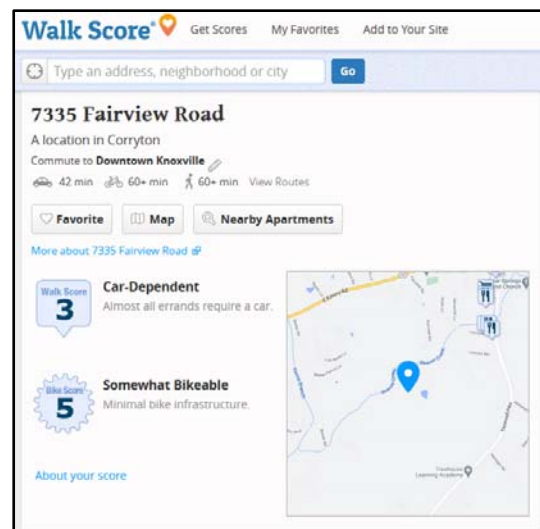 Walk Score® Get Scores My Favorites Add to Your Site
Type an address, neighborhood or city Go
7335 Fairview Road
A location in Corryton
Commute to Downtown Knoxville
42 min 60+ min 60+ min View Routes
Favorite Map Nearby Apartments
More about 7335 Fairview Road
Walk Score
3
Car-Dependent
Almost all errands require a car.
Bike Score
5
Somewhat Bikeable
Minimal bike infrastructure.
About your score
Treehouse
Learning Academy